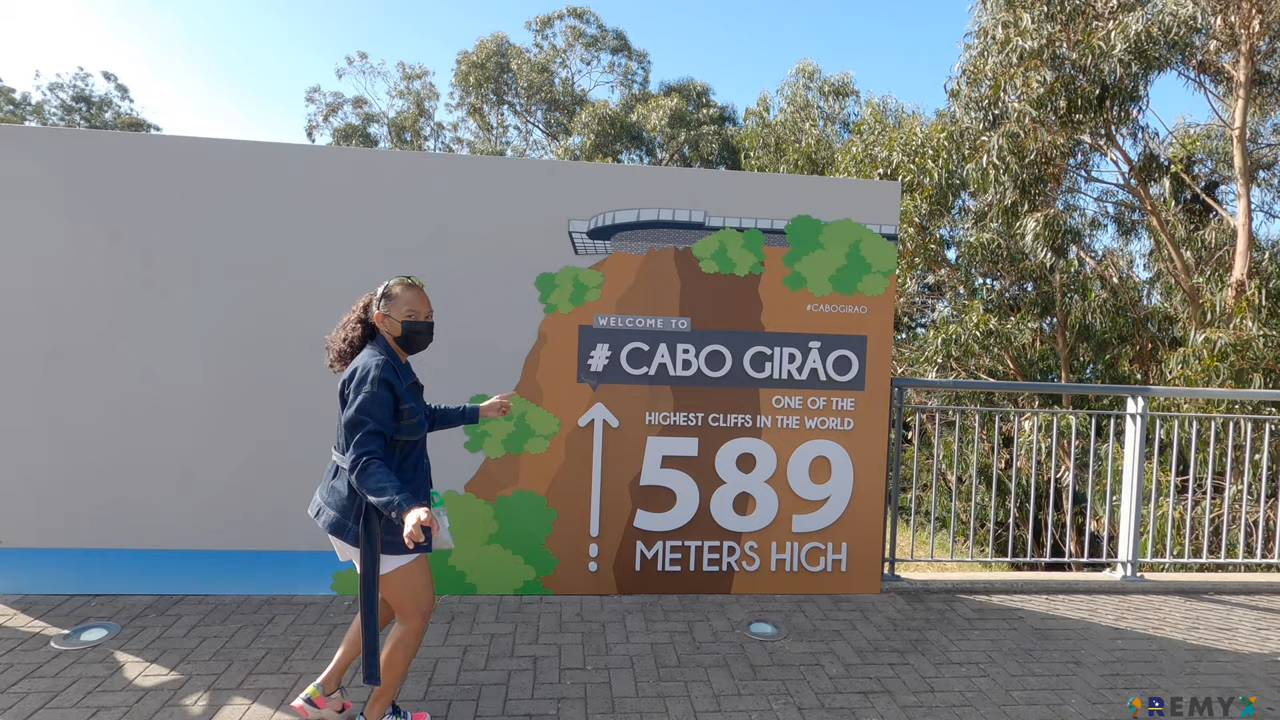 #CABOGIRAO
WELCOME TO
# CABO GIRÃO
ONE OF THE
HIGHEST CLIFFS IN THE WORLD
589
METERS HIGH
REMYX